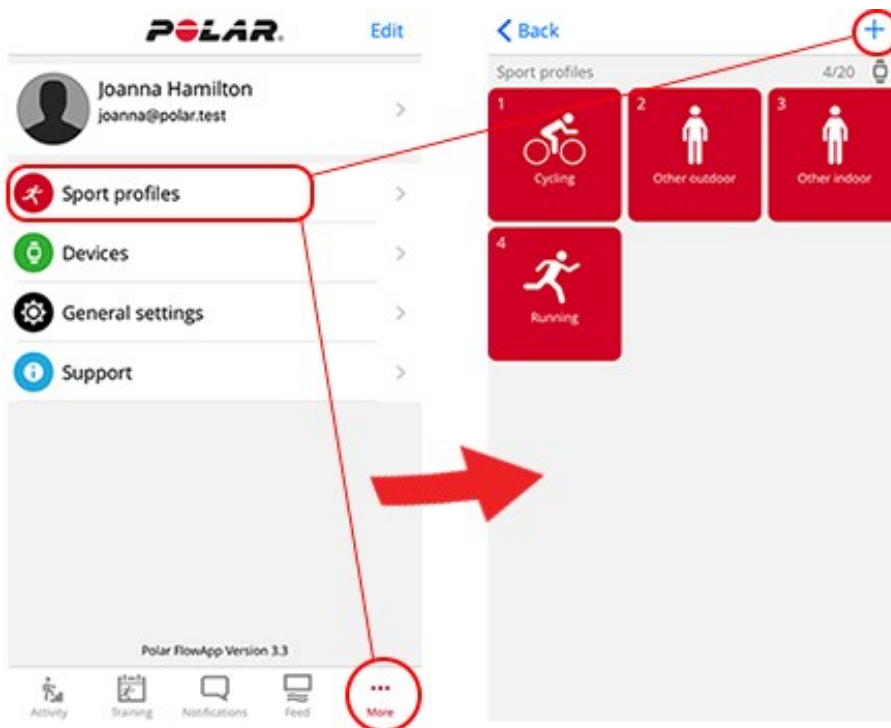 POLAR.
Edit
Joanna Hamilton
joanna@polar.test
Sport profiles
Devices
General settings
Support
Polar FlowApp Version 3.3
Activity
Training
Notifications
Feed
More
Back
Sport profiles 4/20
1
Cycling
2
Other outdoor
3
Other indoor
4
Running